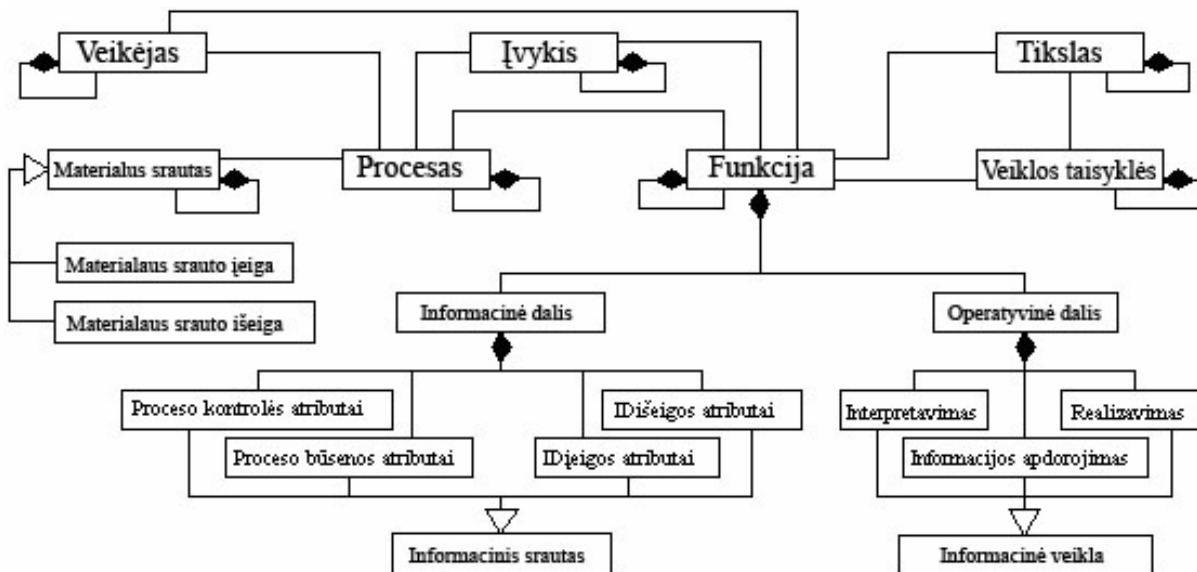 Veikėjas
Įvykis
Tikslas
Materialus srautas
Procesas
Funkcija
Veiklos taisyklės
Materialaus srauto įeiga
Materialaus srauto išeiga
Informacinė dalis
Operatyvinė dalis
Proceso kontrolės atributai
IDišeigos atributai
Interpretavimas
Realizavimas
Proceso būsenos atributai
IDįeigos atributai
Informacijos apdorojimas
Informacinis srautas
Informacinė veikla